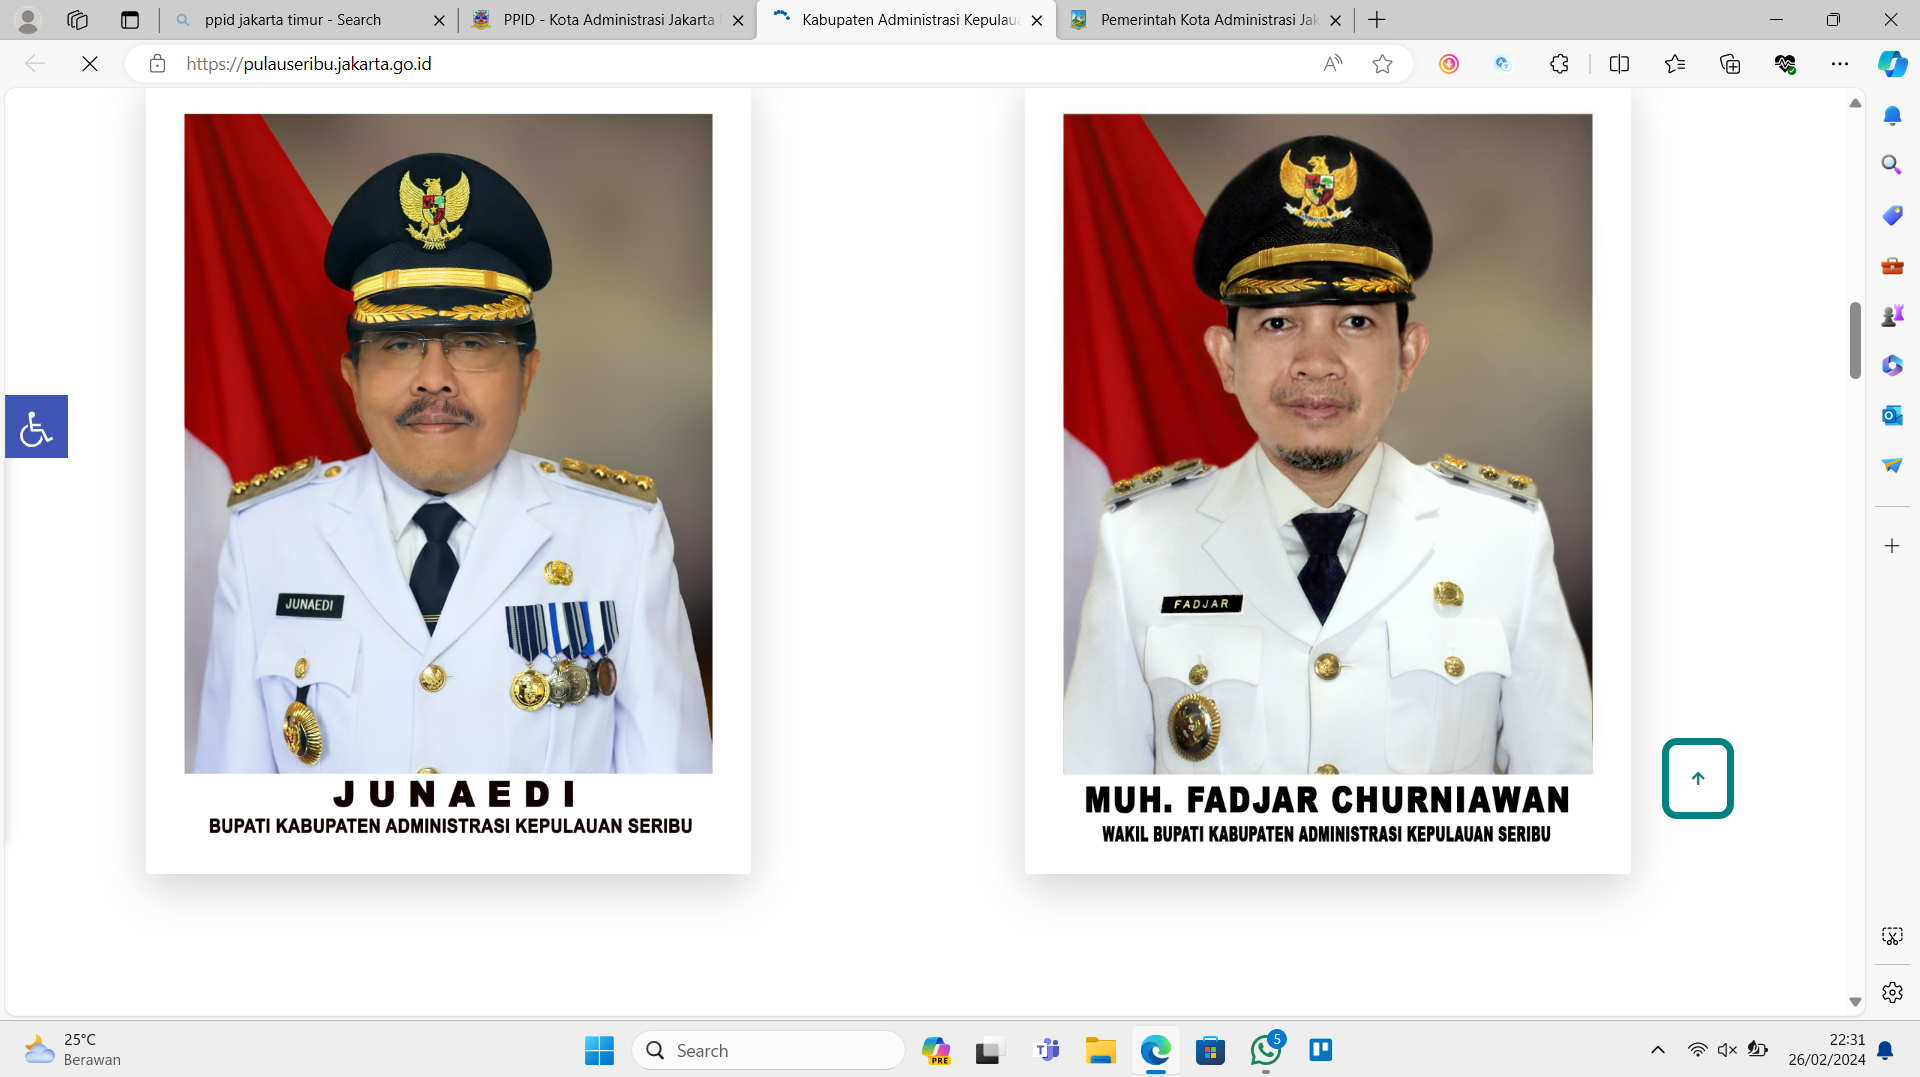 ppid jakarta timur - Search
PPID - Kota Administrasi Jakarta
Kabupaten Administrasi Kepulau
Pemerintah Kota Administrasi Jak
https://pulauseribu.jakarta.go.id
JUNAEDI
FADJAR
JUNAEDI
BUPATI KABUPATEN ADMINISTRASI KEPULAUAN SERIBU
MUH. FADJAR CHURNIAWAN
WAKIL BUPATI KABUPATEN ADMINISTRASI KEPULAUAN SERIBU
25°C
Berawan
Search
PRE
5
22:31
26/02/2024